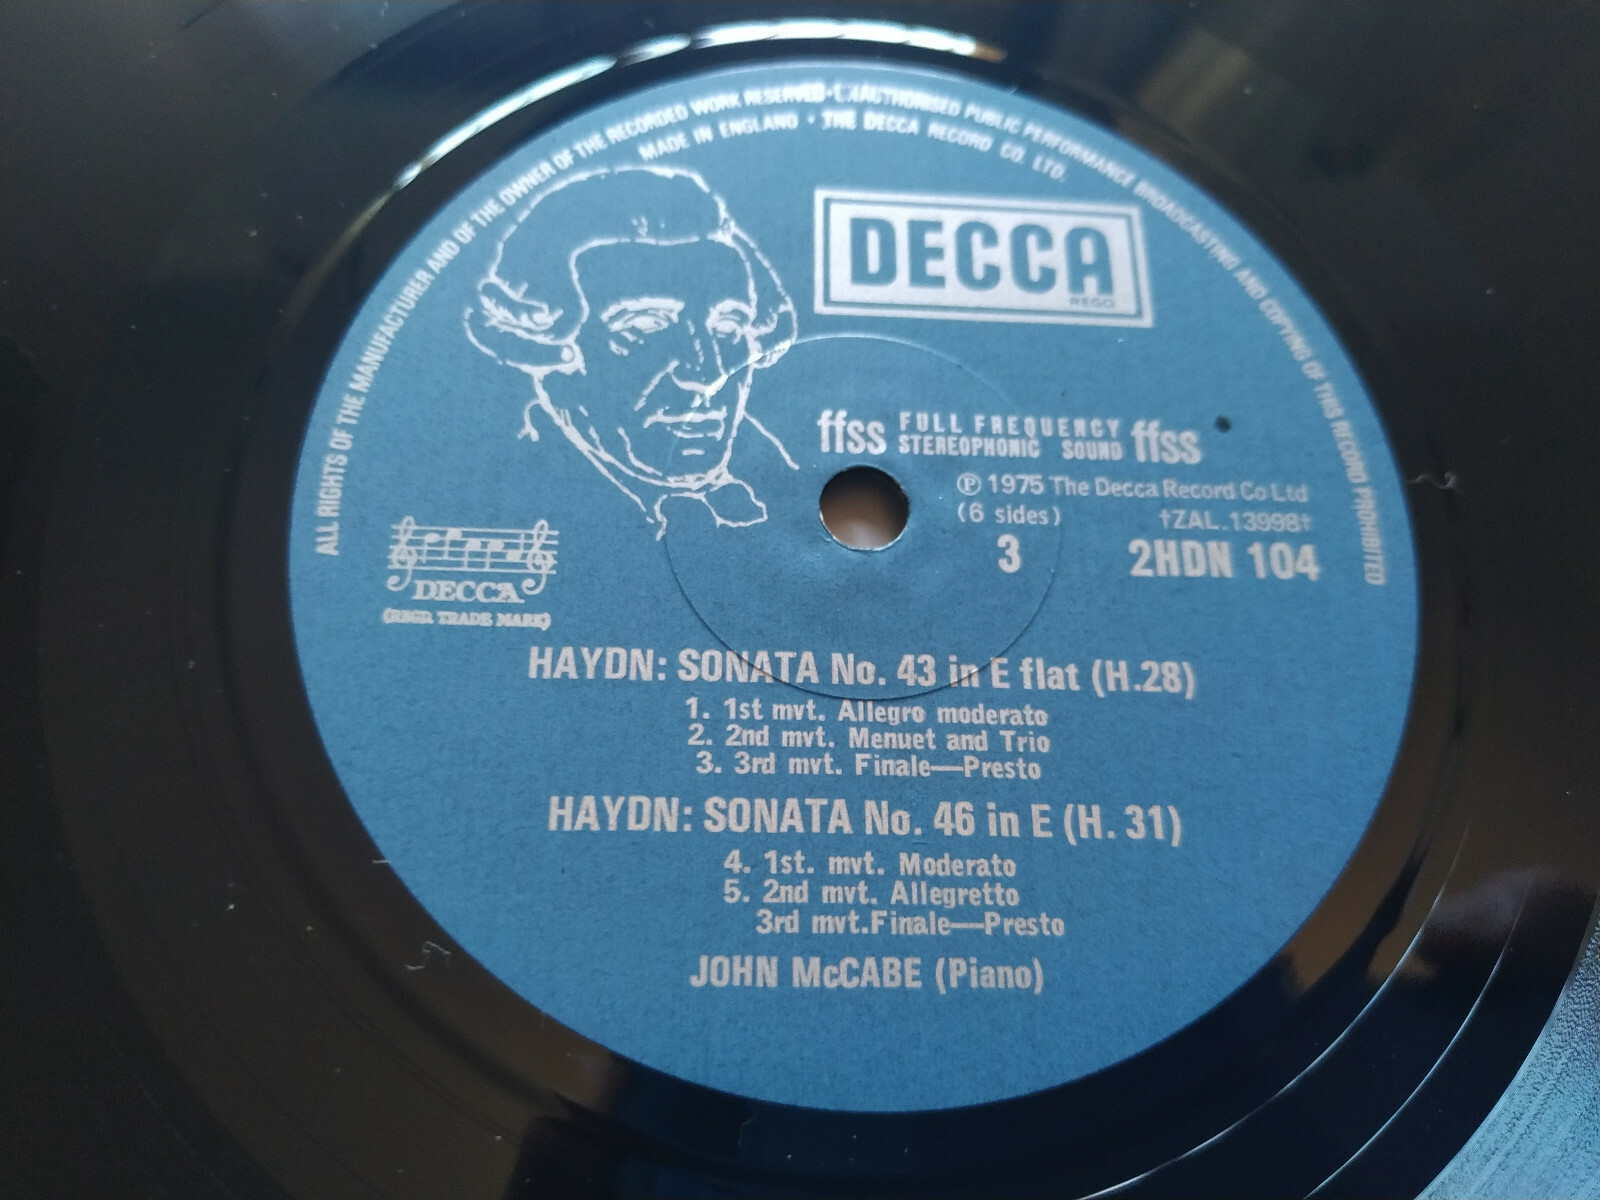 ALL RIGHTS OF THE MANUFACTURER AND OF THE OWNER OF THE RECORDED WORK RESERVED · UNAUTHORISED PUBLIC PERFORMANCE BROADCASTING AND COPYING OF THIS RECORD PROHIBITED
MADE IN ENGLAND · THE DECCA RECORD CO. LTD.
DECCA
REGD.
ffss FULL FREQUENCY STEREOPHONIC SOUND ffss
Ⓟ 1975 The Decca Record Co Ltd
(6 sides) †ZAL.13998†
3 2HDN 104
DECCA
(REGD. TRADE MARK)
HAYDN: SONATA No. 43 in E flat (H.28)
1. 1st mvt. Allegro moderato
2. 2nd mvt. Menuet and Trio
3. 3rd mvt. Finale—Presto
HAYDN: SONATA No. 46 in E (H. 31)
4. 1st. mvt. Moderato
5. 2nd mvt. Allegretto
3rd mvt.Finale—Presto
JOHN McCABE (Piano)